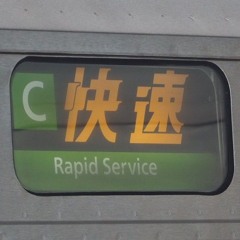 C 快速
Rapid Service